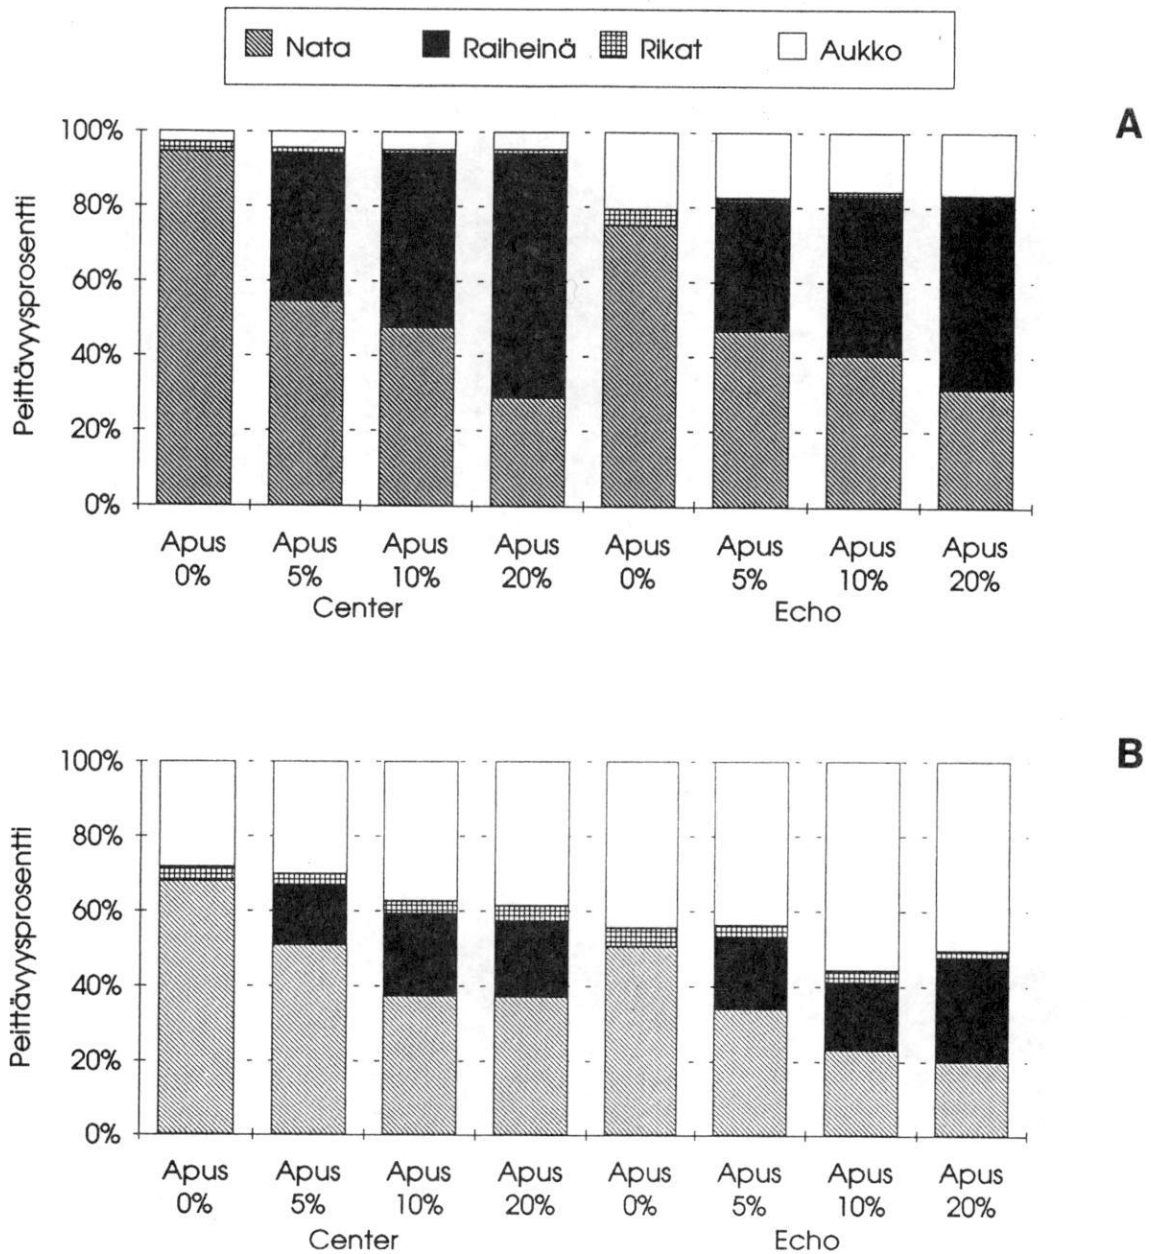 Nata Raiheinä Rikat Aukko
A
Peittävyysprosentti
100%
80%
60%
40%
20%
0%
Apus Apus Apus Apus Apus Apus Apus Apus
0% 5% 10% 20% 0% 5% 10% 20%
Center Echo
B
Peittävyysprosentti
100%
80%
60%
40%
20%
0%
Apus Apus Apus Apus Apus Apus Apus Apus
0% 5% 10% 20% 0% 5% 10% 20%
Center Echo